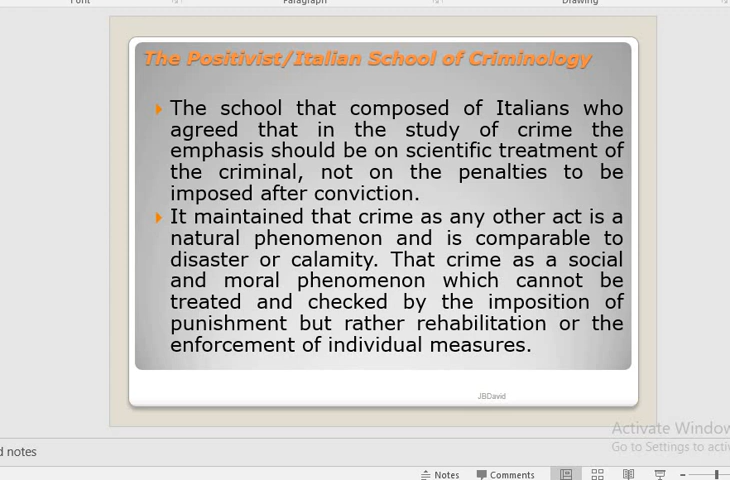 Font Paragraph Drawing
The Positivist/Italian School of Criminology
The school that composed of Italians who
agreed that in the study of crime the
emphasis should be on scientific treatment of
the criminal, not on the penalties to be
imposed after conviction.
It maintained that crime as any other act is a
natural phenomenon and is comparable to
disaster or calamity. That crime as a social
and moral phenomenon which cannot be
treated and checked by the imposition of
punishment but rather rehabilitation or the
enforcement of individual measures.
JBDavid
Activate Window
Go to Settings to activ
d notes
Notes Comments